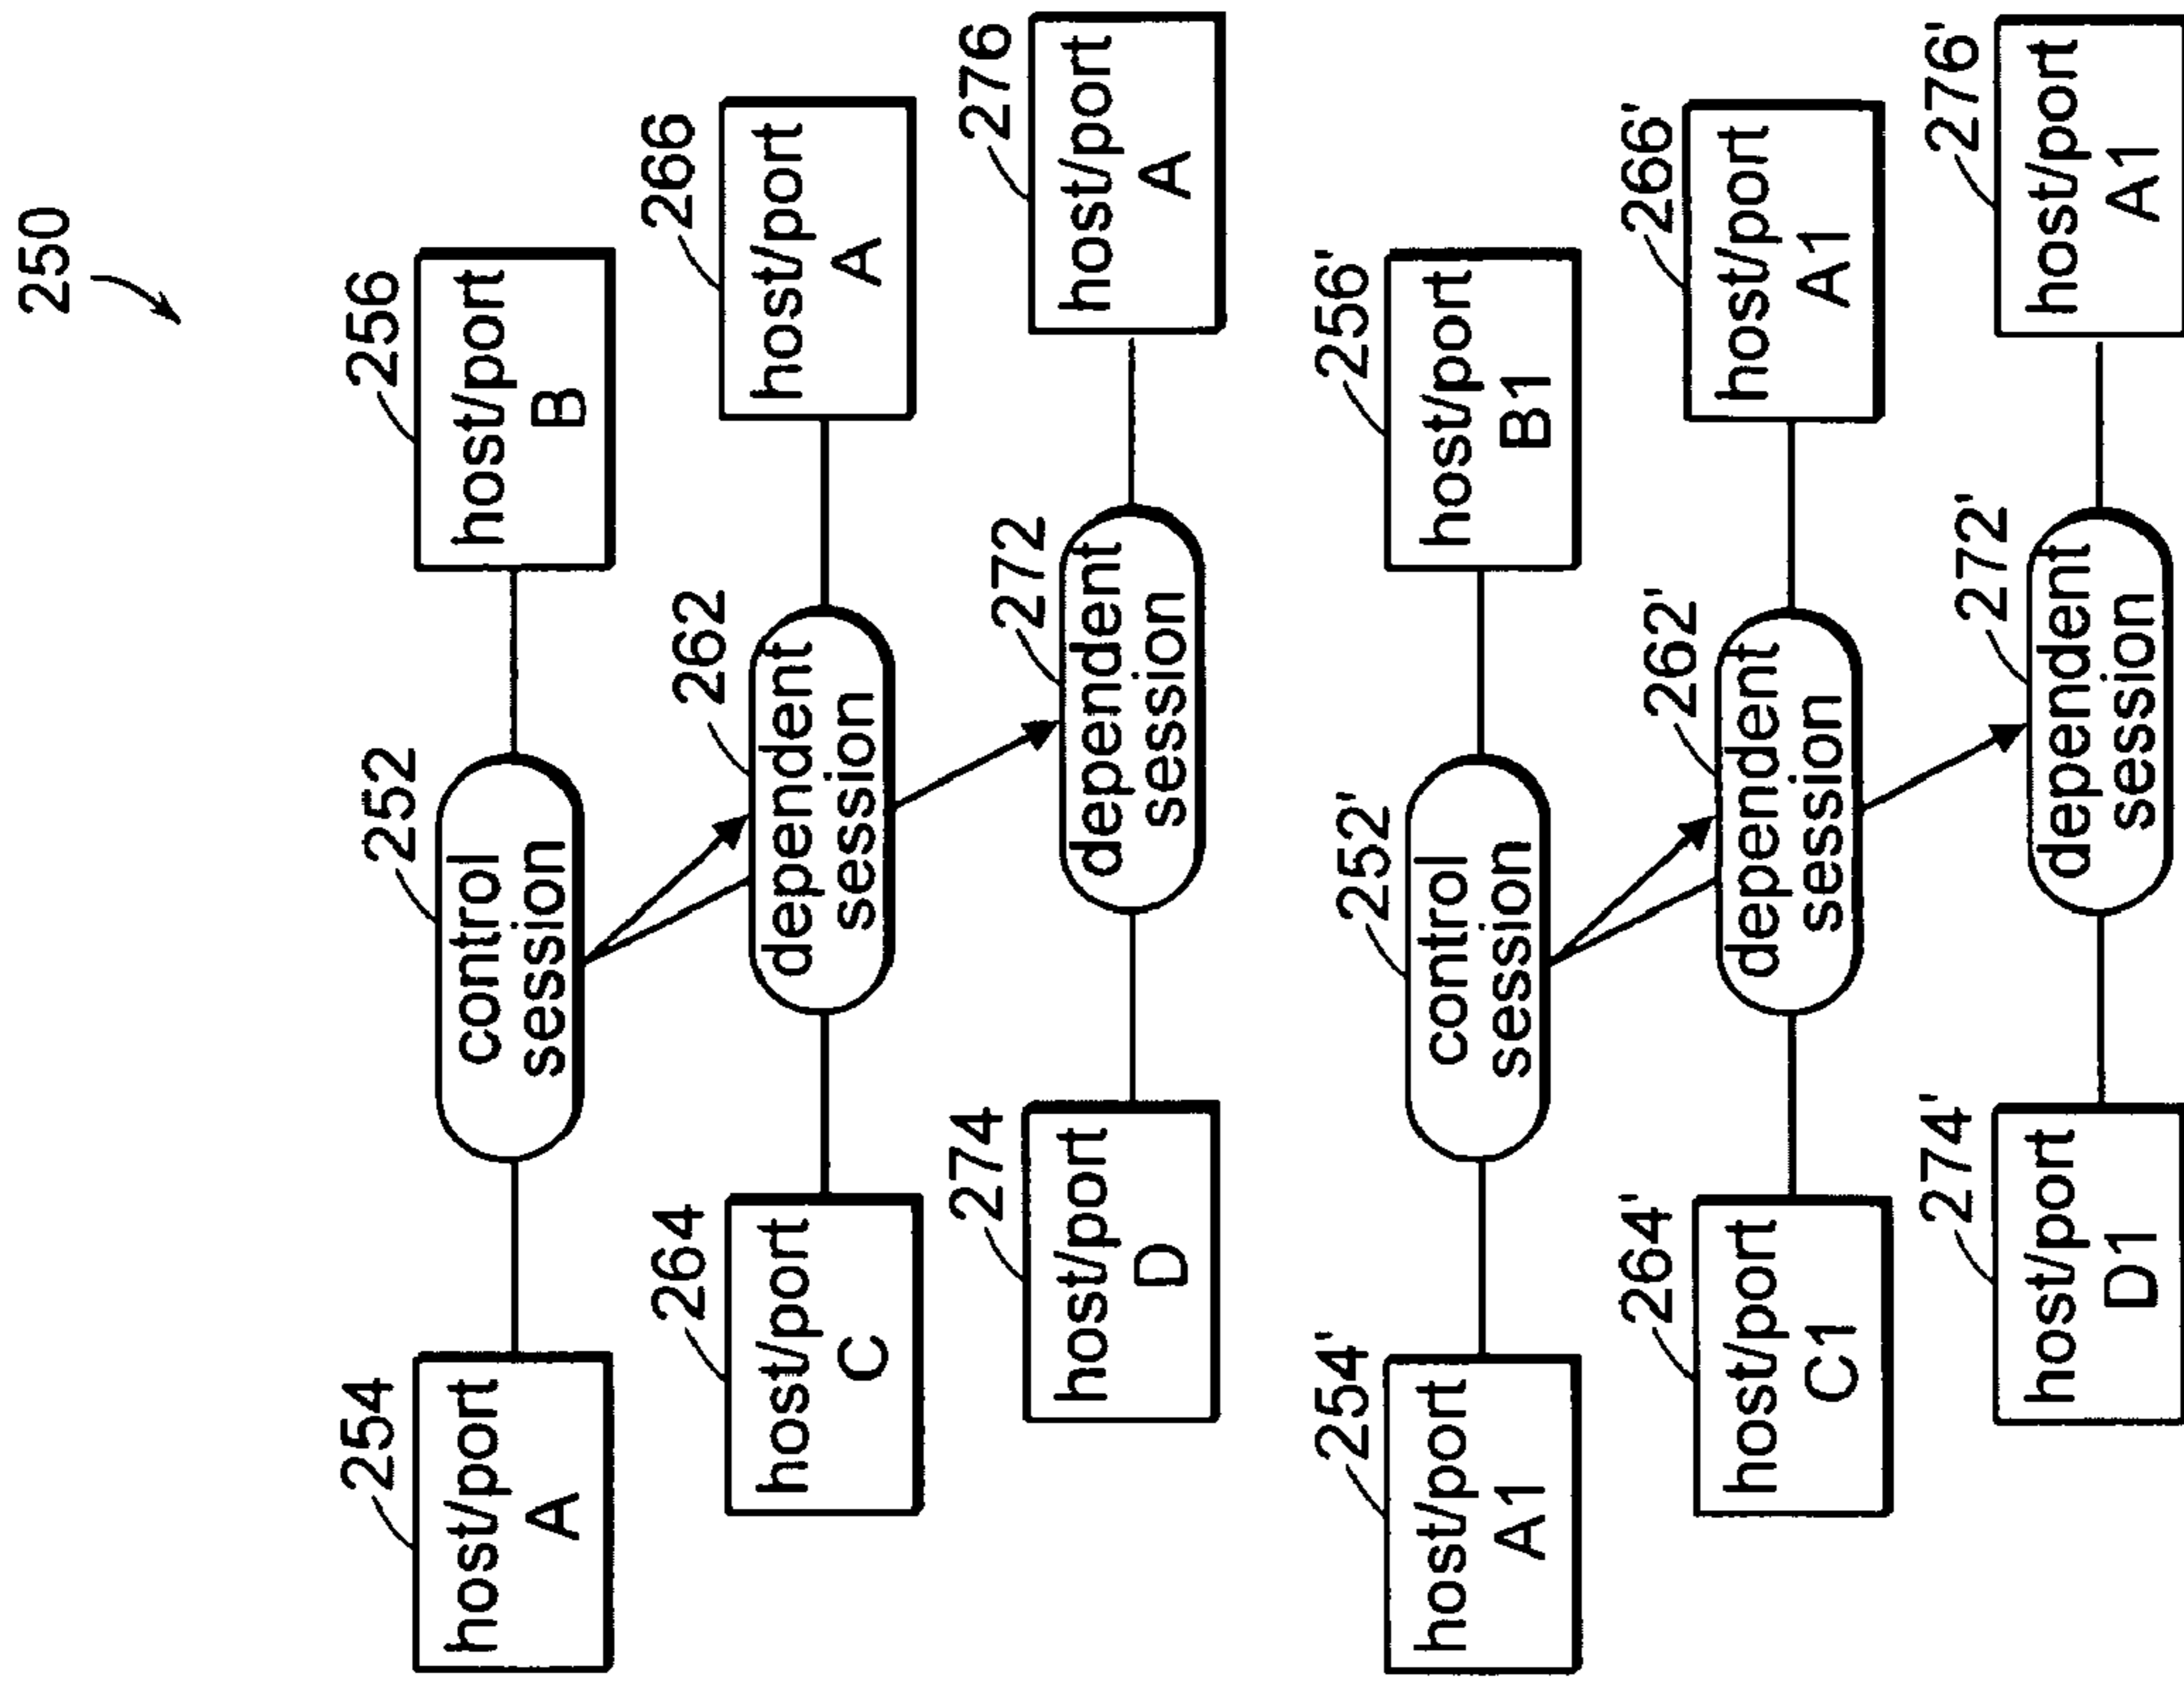 250
254
host/port
A
252
control
session
256
host/port
B
264
host/port
C
262
dependent
session
266
host/port
A
274
host/port
D
272
dependent
session
276
host/port
A
254'
host/port
A1
252'
control
session
256'
host/port
B1
264'
host/port
C1
262'
dependent
session
266'
host/port
A1
274'
host/port
D1
272'
dependent
session
276'
host/port
A1